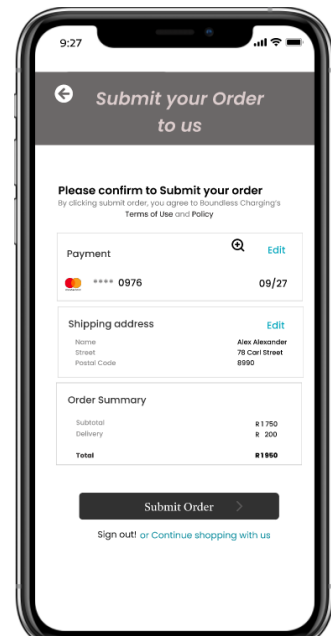 9:27
Submit your Order
to us
Please confirm to Submit your order
By clicking submit order, you agree to Boundless Charging's
Terms of Use and Policy
Payment Edit
**** 0976 09/27
Shipping address Edit
Name Alex Alexander
Street 78 Carl Street
Postal Code 8990
Order Summary
Subtotal R1750
Delivery R 200
Total R1950
Submit Order
Sign out! or Continue shopping with us